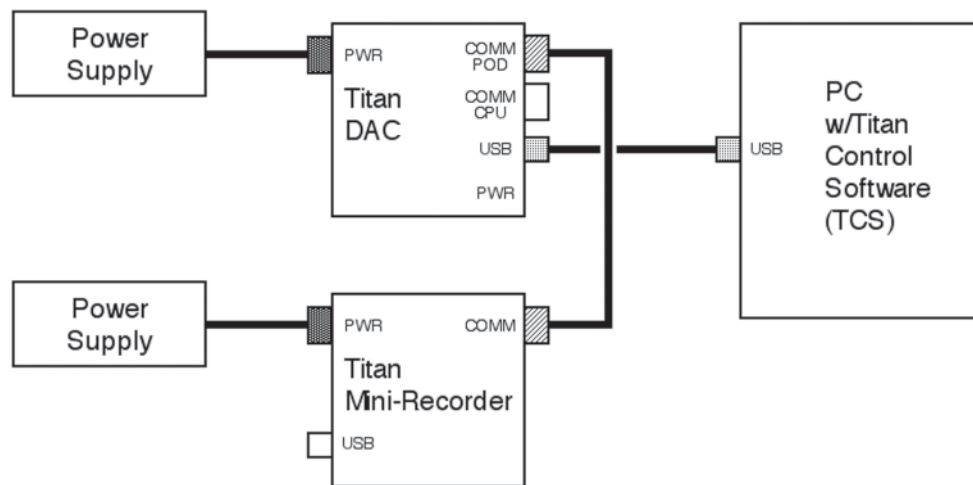 Power
Supply
PWR
Titan
DAC
COMM
POD
COMM
CPU
USB
PWR
USB
PC
w/Titan
Control
Software
(TCS)
Power
Supply
PWR
COMM
Titan
Mini-Recorder
USB